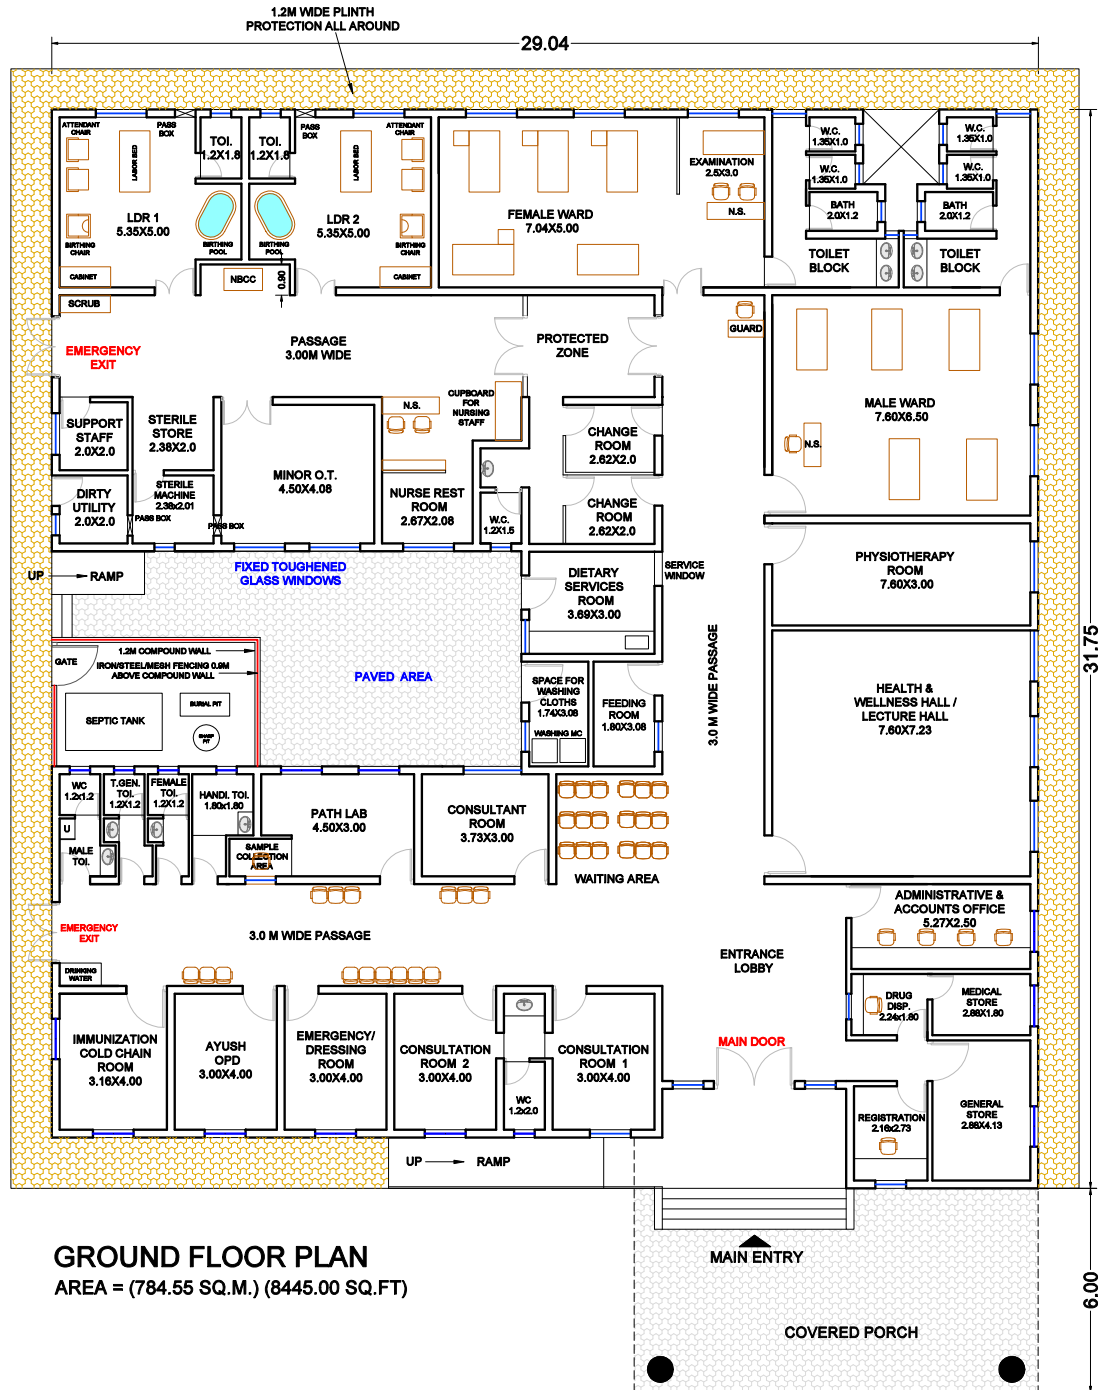 1.2M WIDE PLINTH
PROTECTION ALL AROUND
29.04
ATTENDANT
CHAIR
PASS
BOX
TOI.
1.2X1.8
TOI.
1.2X1.8
PASS
BOX
ATTENDANT
CHAIR
LABOR BED
LABOR BED
LDR 1
5.35X5.00
LDR 2
5.35X5.00
BIRTHING
CHAIR
BIRTHING
POOL
BIRTHING
POOL
BIRTHING
CHAIR
CABINET
NBCC
0.90
CABINET
FEMALE WARD
7.04X5.00
EXAMINATION
2.5X3.0
N.S.
W.C.
1.35X1.0
W.C.
1.35X1.0
W.C.
1.35X1.0
W.C.
1.35X1.0
BATH
2.0X1.2
BATH
2.0X1.2
TOILET
BLOCK
TOILET
BLOCK
SCRUB
EMERGENCY
EXIT
PASSAGE
3.00M WIDE
PROTECTED
ZONE
GUARD
MALE WARD
7.60X6.50
N.S.
SUPPORT
STAFF
2.0X2.0
STERILE
STORE
2.38X2.0
N.S.
CUPBOARD
FOR
NURSING
STAFF
CHANGE
ROOM
2.62X2.0
MINOR O.T.
4.50X4.08
DIRTY
UTILITY
2.0X2.0
STERILE
MACHINE
2.38x2.01
PASS BOX
PASS BOX
NURSE REST
ROOM
2.67X2.08
W.C.
1.2X1.5
CHANGE
ROOM
2.62X2.0
PHYSIOTHERAPY
ROOM
7.60X3.00
UP
RAMP
FIXED TOUGHENED
GLASS WINDOWS
DIETARY
SERVICES
ROOM
3.69X3.00
SERVICE
WINDOW
31.75
3.0 M WIDE PASSAGE
1.2M COMPOUND WALL
GATE
IRON/STEEL/MESH FENCING 0.9M
ABOVE COMPOUND WALL
PAVED AREA
SEPTIC TANK
BURIAL PIT
SHARP
PIT
SPACE FOR
WASHING
CLOTHS
1.74X3.08
WASHING MC
FEEDING
ROOM
1.80X3.08
HEALTH &
WELLNESS HALL /
LECTURE HALL
7.60X7.23
WC
1.2x1.2
T.GEN.
TOI.
1.2X1.2
FEMALE
TOI.
1.2X1.2
HANDI. TOI.
1.80x1.80
U
MALE
TOI.
SAMPLE
COLLECTION
AREA
PATH LAB
4.50X3.00
CONSULTANT
ROOM
3.73X3.00
WAITING AREA
ADMINISTRATIVE &
ACCOUNTS OFFICE
5.27X2.50
EMERGENCY
EXIT
3.0 M WIDE PASSAGE
ENTRANCE
LOBBY
DRINKING
WATER
DRUG
DISP.
2.24x1.80
MEDICAL
STORE
2.88X1.80
IMMUNIZATION
COLD CHAIN
ROOM
3.16X4.00
AYUSH
OPD
3.00X4.00
EMERGENCY/
DRESSING
ROOM
3.00X4.00
CONSULTATION
ROOM 2
3.00X4.00
CONSULTATION
ROOM 1
3.00X4.00
WC
1.2x2.0
MAIN DOOR
REGISTRATION
2.16x2.73
GENERAL
STORE
2.88X4.13
UP
RAMP
GROUND FLOOR PLAN
AREA = (784.55 SQ.M.) (8445.00 SQ.FT)
MAIN ENTRY
6.00
COVERED PORCH